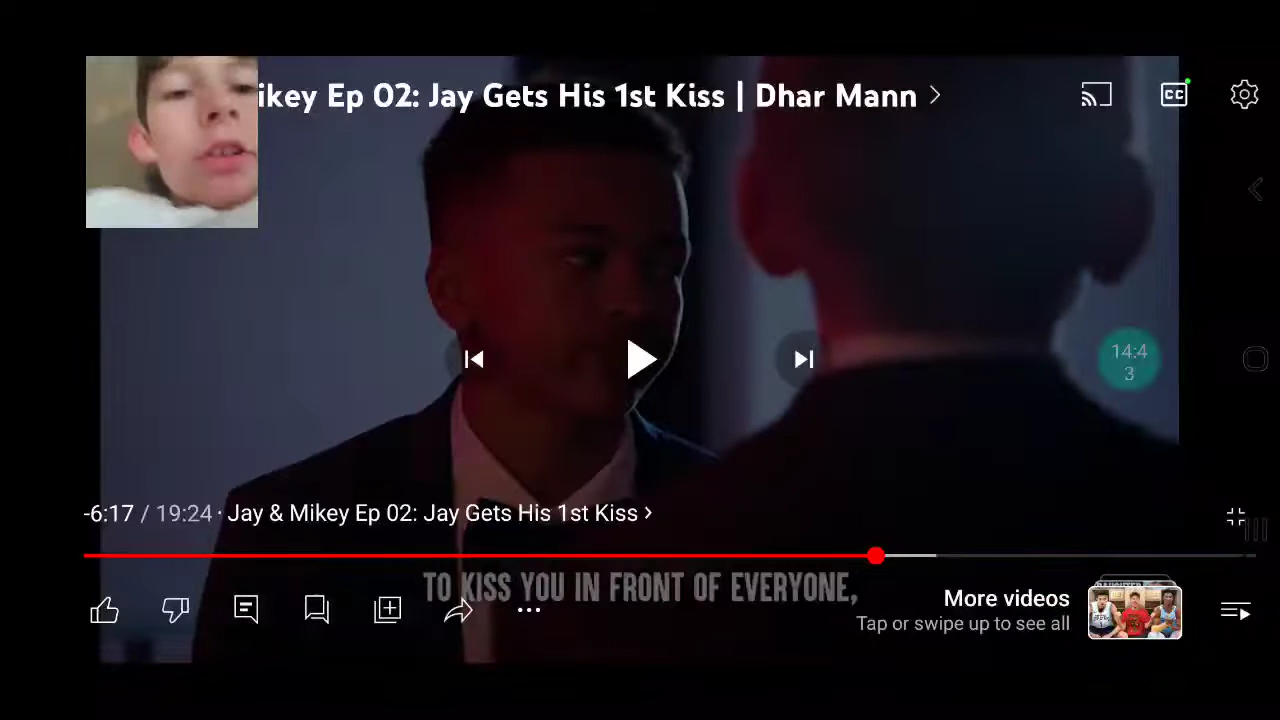 ikey Ep 02: Jay Gets His 1st Kiss | Dhar Mann
CC
14:4
3
-6:17 / 19:24 · Jay & Mikey Ep 02: Jay Gets His 1st Kiss
TO KISS YOU IN FRONT OF EVERYONE,
More videos
Tap or swipe up to see all